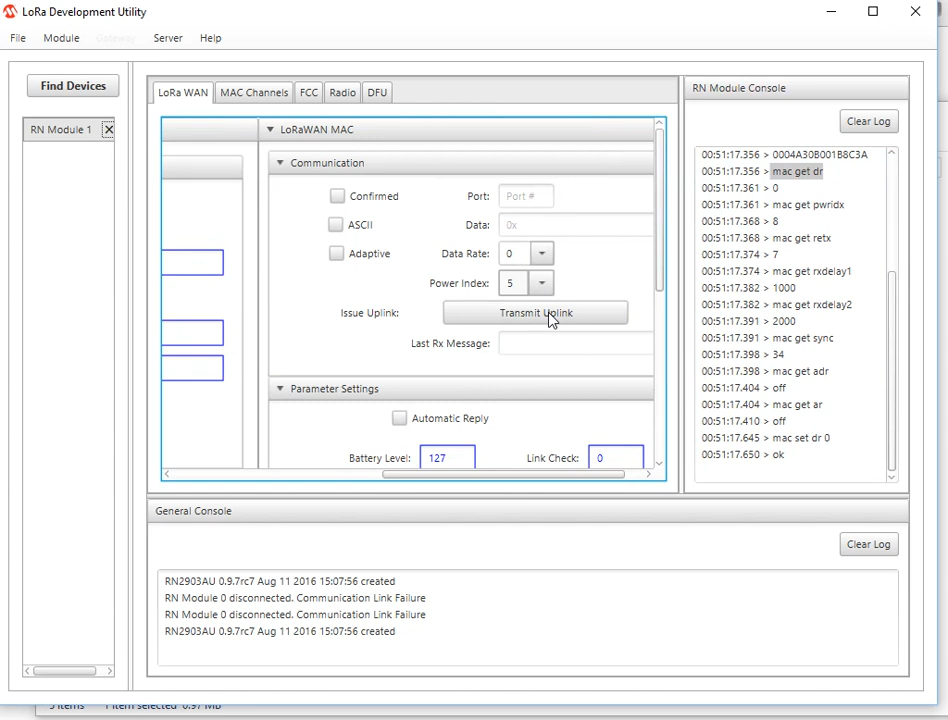 LoRa Development Utility
File Module Gateway Server Help
Find Devices
RN Module 1
LoRa WAN MAC Channels FCC Radio DFU
LoRaWAN MAC
Communication
Confirmed Port: Port #
ASCII Data: 0x
Adaptive Data Rate: 0
Power Index: 5
Issue Uplink: Transmit Uplink
Last Rx Message:
Parameter Settings
Automatic Reply
Battery Level: 127 Link Check: 0
RN Module Console
Clear Log
00:51:17.356 > 0004A30B001B8C3A
00:51:17.356 > mac get dr
00:51:17.361 > 0
00:51:17.361 > mac get pwridx
00:51:17.368 > 8
00:51:17.368 > mac get retx
00:51:17.374 > 7
00:51:17.374 > mac get rxdelay1
00:51:17.382 > 1000
00:51:17.382 > mac get rxdelay2
00:51:17.391 > 2000
00:51:17.391 > mac get sync
00:51:17.398 > 34
00:51:17.398 > mac get adr
00:51:17.404 > off
00:51:17.404 > mac get ar
00:51:17.410 > off
00:51:17.645 > mac set dr 0
00:51:17.650 > ok
General Console
Clear Log
RN2903AU 0.9.7rc7 Aug 11 2016 15:07:56 created
RN Module 0 disconnected. Communication Link Failure
RN Module 0 disconnected. Communication Link Failure
RN2903AU 0.9.7rc7 Aug 11 2016 15:07:56 created
5 items 1 item selected 6.97 MB